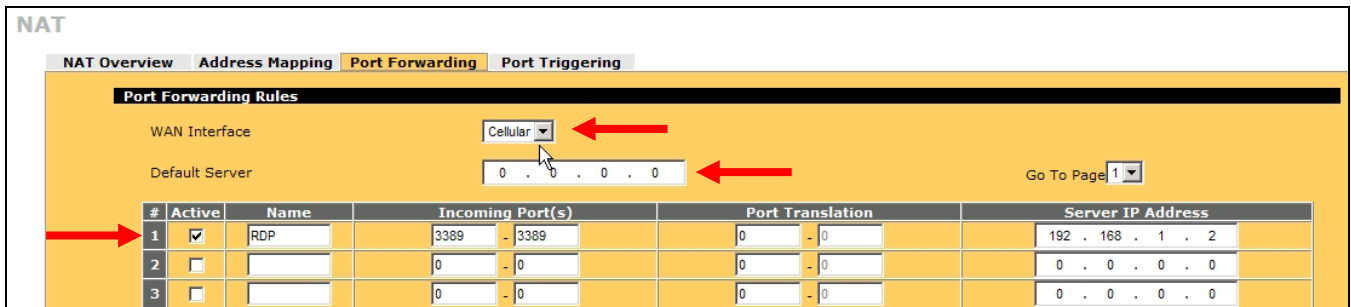 NAT
NAT Overview Address Mapping Port Forwarding Port Triggering
Port Forwarding Rules
WAN Interface Cellular
Default Server 0 . 0 . 0 . 0 Go To Page 1
# Active Name Incoming Port(s) Port Translation Server IP Address
1 RDP 3389 - 3389 0 - 0 192 . 168 . 1 . 2
2 0 - 0 0 - 0 0 . 0 . 0 . 0
3 0 - 0 0 - 0 0 . 0 . 0 . 0